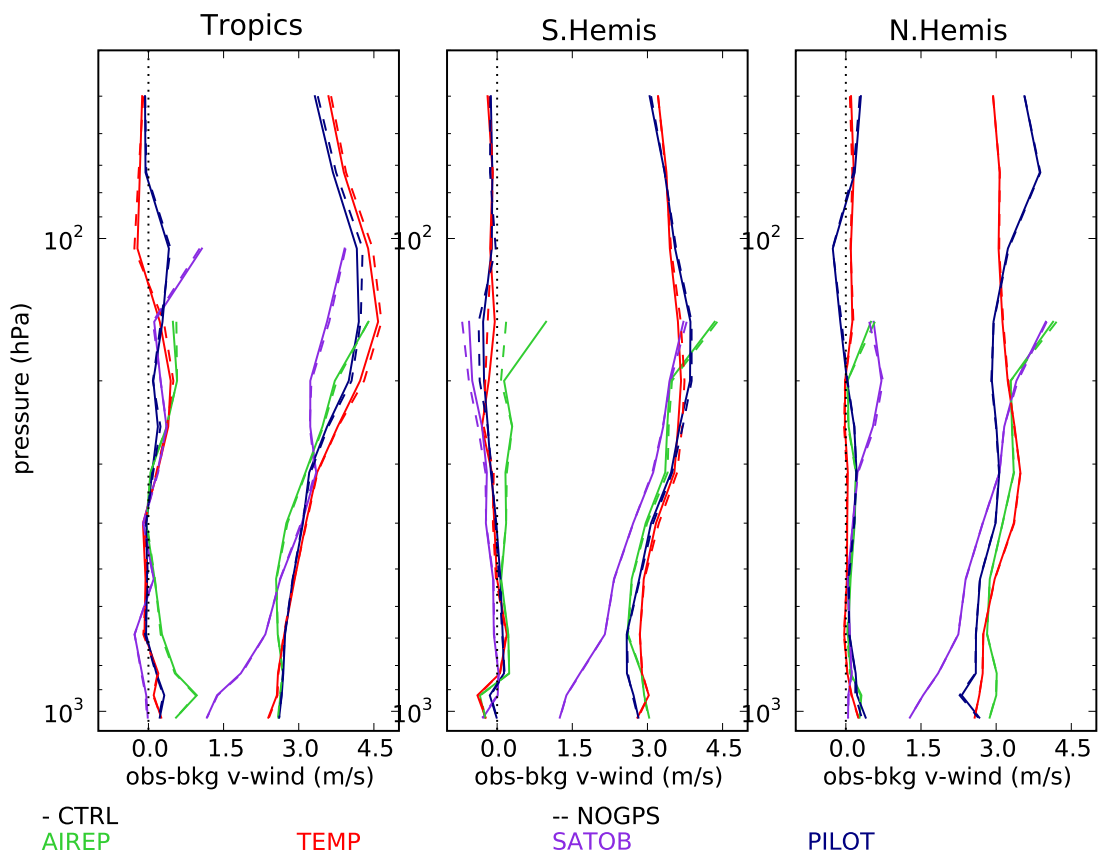 Tropics S.Hemis N.Hemis
pressure (hPa)
10² 10² 10²
10³ 10³ 10³
0.0 1.5 3.0 4.5 0.0 1.5 3.0 4.5 0.0 1.5 3.0 4.5
obs-bkg v-wind (m/s) obs-bkg v-wind (m/s) obs-bkg v-wind (m/s)
- CTRL -- NOGPS
AIREP TEMP SATOB PILOT